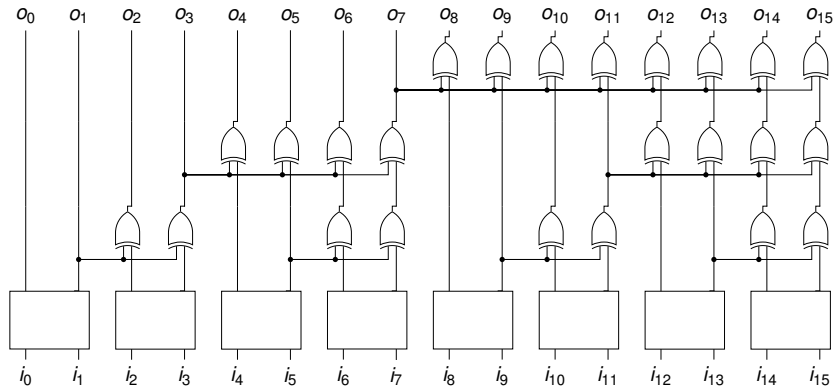 o₀ o₁ o₂ o₃ o₄ o₅ o₆ o₇ o₈ o₉ o₁₀ o₁₁ o₁₂ o₁₃ o₁₄ o₁₅
i₀ i₁ i₂ i₃ i₄ i₅ i₆ i₇ i₈ i₉ i₁₀ i₁₁ i₁₂ i₁₃ i₁₄ i₁₅